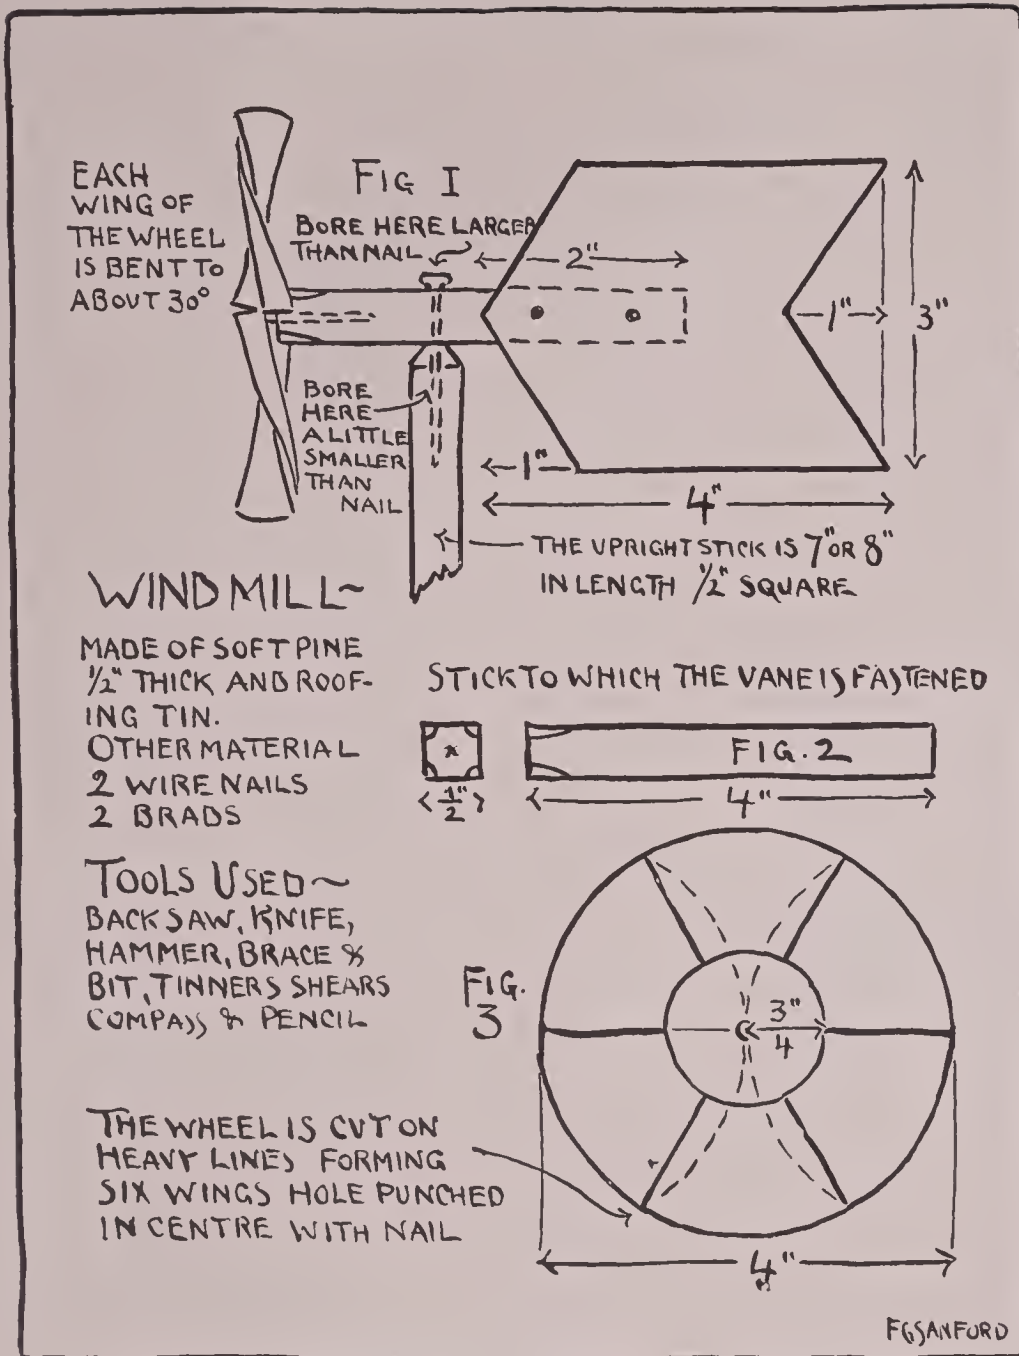 EACH
WING OF
THE WHEEL
IS BENT TO
ABOUT 30°
FIG I
BORE HERE LARGER
THAN NAIL
2"
1"
3"
BORE
HERE
A LITTLE
SMALLER
THAN
NAIL
1"
4"
THE UPRIGHT STICK IS 7" OR 8"
IN LENGTH 1/2" SQUARE
WINDMILL~
MADE OF SOFT PINE
1/2" THICK AND ROOF-
ING TIN.
OTHER MATERIAL
2 WIRE NAILS
2 BRADS
STICK TO WHICH THE VANE IS FASTENED
x
FIG. 2
1/2"
4"
TOOLS USED~
BACK SAW, KNIFE,
HAMMER, BRACE &
BIT, TINNERS SHEARS
COMPASS & PENCIL
FIG.
3
3/4"
THE WHEEL IS CUT ON
HEAVY LINES FORMING
SIX WINGS HOLE PUNCHED
IN CENTRE WITH NAIL
4"
FGSANFORD